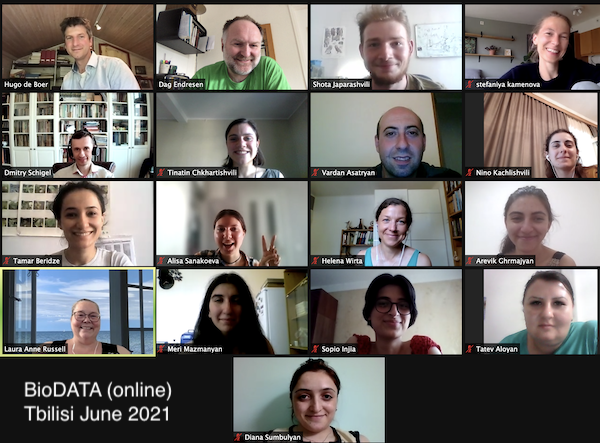 Hugo de Boer
Dag Endresen
Shota Japarashvili
stefaniya kamenova
Dmitry Schigel
Tinatin Chkhartishvili
Vardan Asatryan
Nino Kachlishvili
Tamar Beridze
Alisa Sanakoeva
Helena Wirta
Arevik Ghrmajyan
Laura Anne Russell
Meri Mazmanyan
Sopio Injia
Tatev Aloyan
BioDATA (online)
Tbilisi June 2021
Diana Sumbulyan